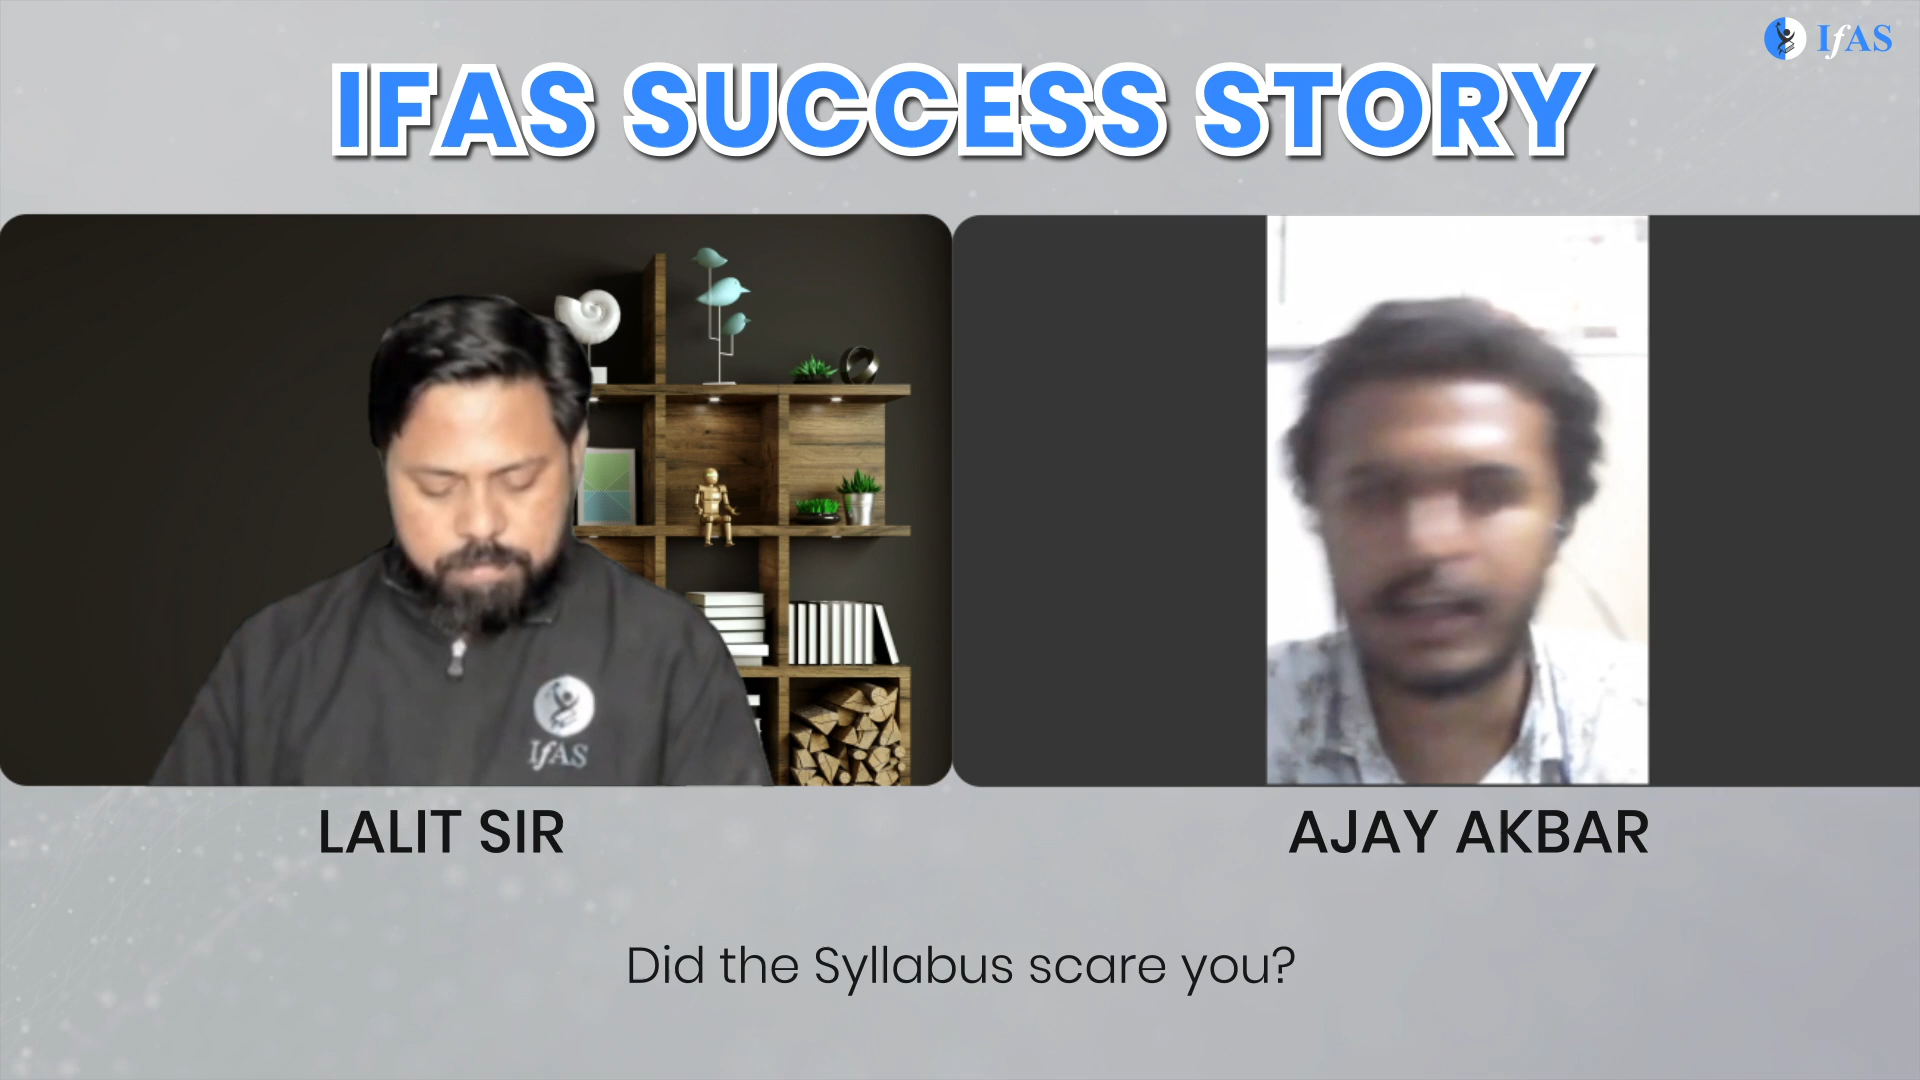 IfAS
IFAS SUCCESS STORY
IfAS
LALIT SIR
AJAY AKBAR
Did the Syllabus scare you?